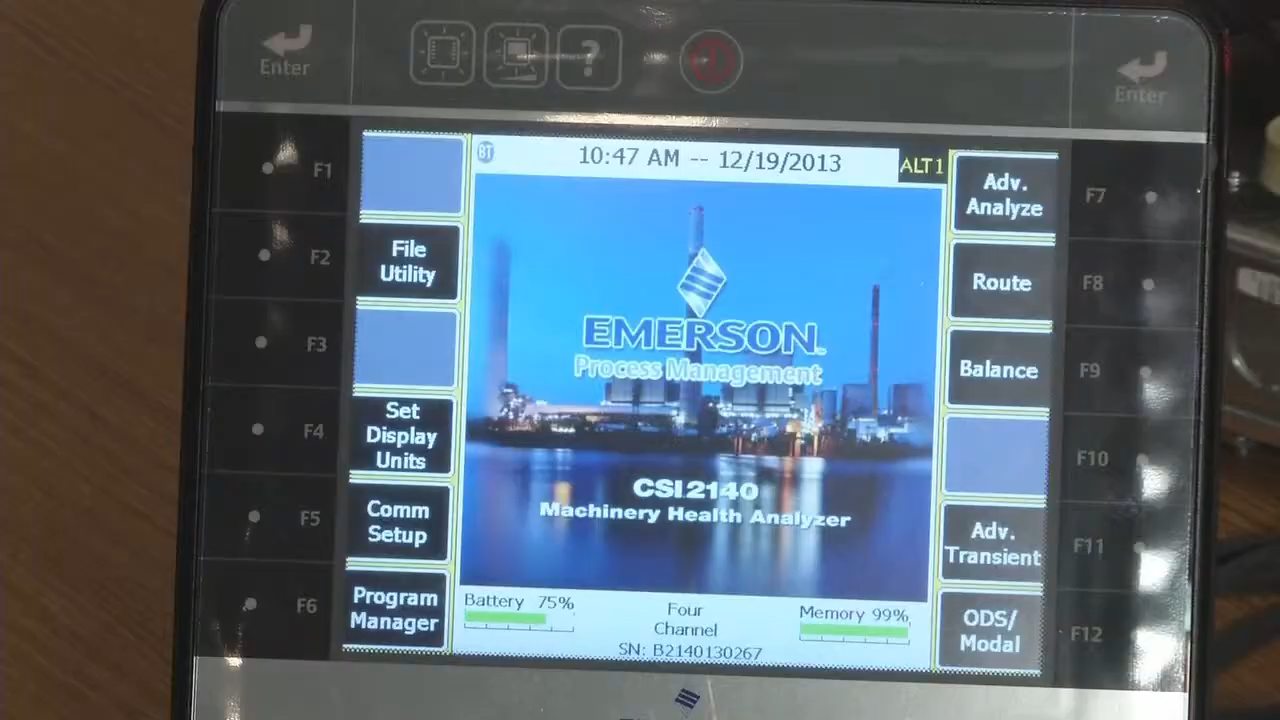 Enter
?
Enter
F1
F2
F3
F4
F5
F6
File
Utility
Set
Display
Units
Comm
Setup
Program
Manager
BT
10:47 AM -- 12/19/2013
ALT1
EMERSON™
Process Management
CSI 2140
Machinery Health Analyzer
Battery 75%
Four
Channel
Memory 99%
SN: B2140130267
Adv.
Analyze
Route
Balance
Adv.
Transient
ODS/
Modal
F7
F8
F9
F10
F11
F12